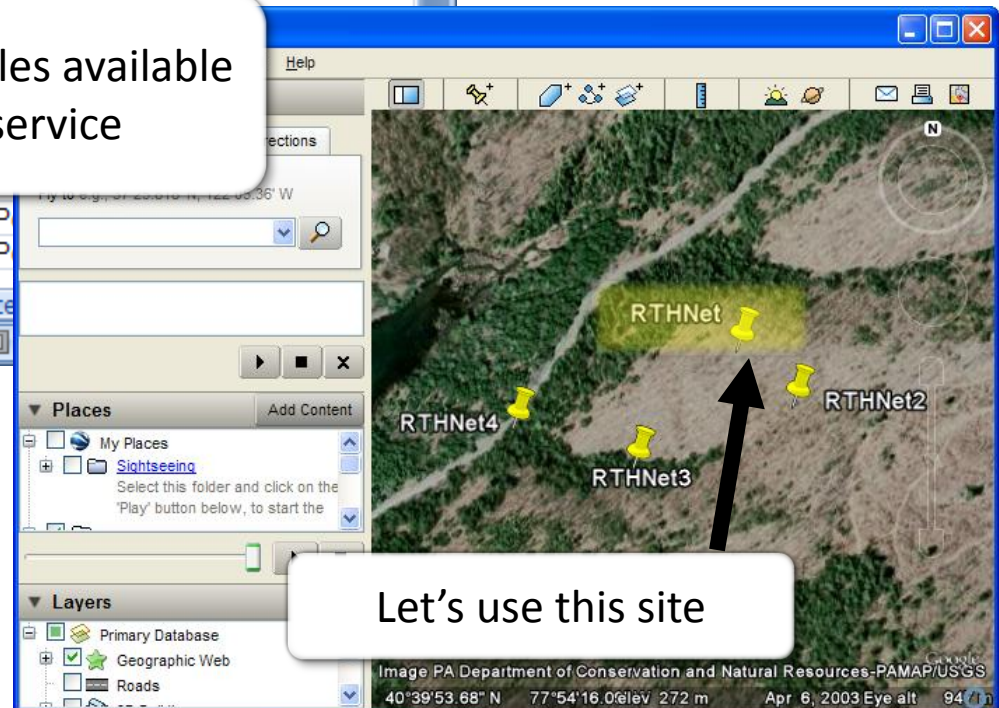 les available
service
Help
ections
36' W
Places
Add Content
My Places
Sightseeing
Select this folder and click on the
'Play' button below, to start the
Layers
Primary Database
Geographic Web
Roads
N
RTHNet
RTHNet2
RTHNet4
RTHNet3
Let's use this site
Image PA Department of Conservation and Natural Resources-PAMAP/USGS
40°39'53.68" N 77°54'16.0 elev 272 m Apr 6, 2003 Eye alt